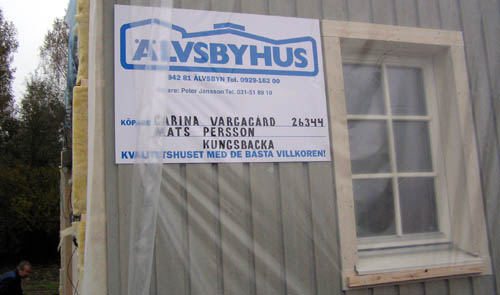 ÄLVSBYHUS
942 81 ÄLVSBYN Tel. 0929-162 00
Peter Jansson Tel. 031-51 89 10
KÖPARE CARINA VARGAGÅRD 26344
MATS PERSSON
KUNGSBACKA
KVALITETSHUSET MED DE BÄSTA VILLKOREN!